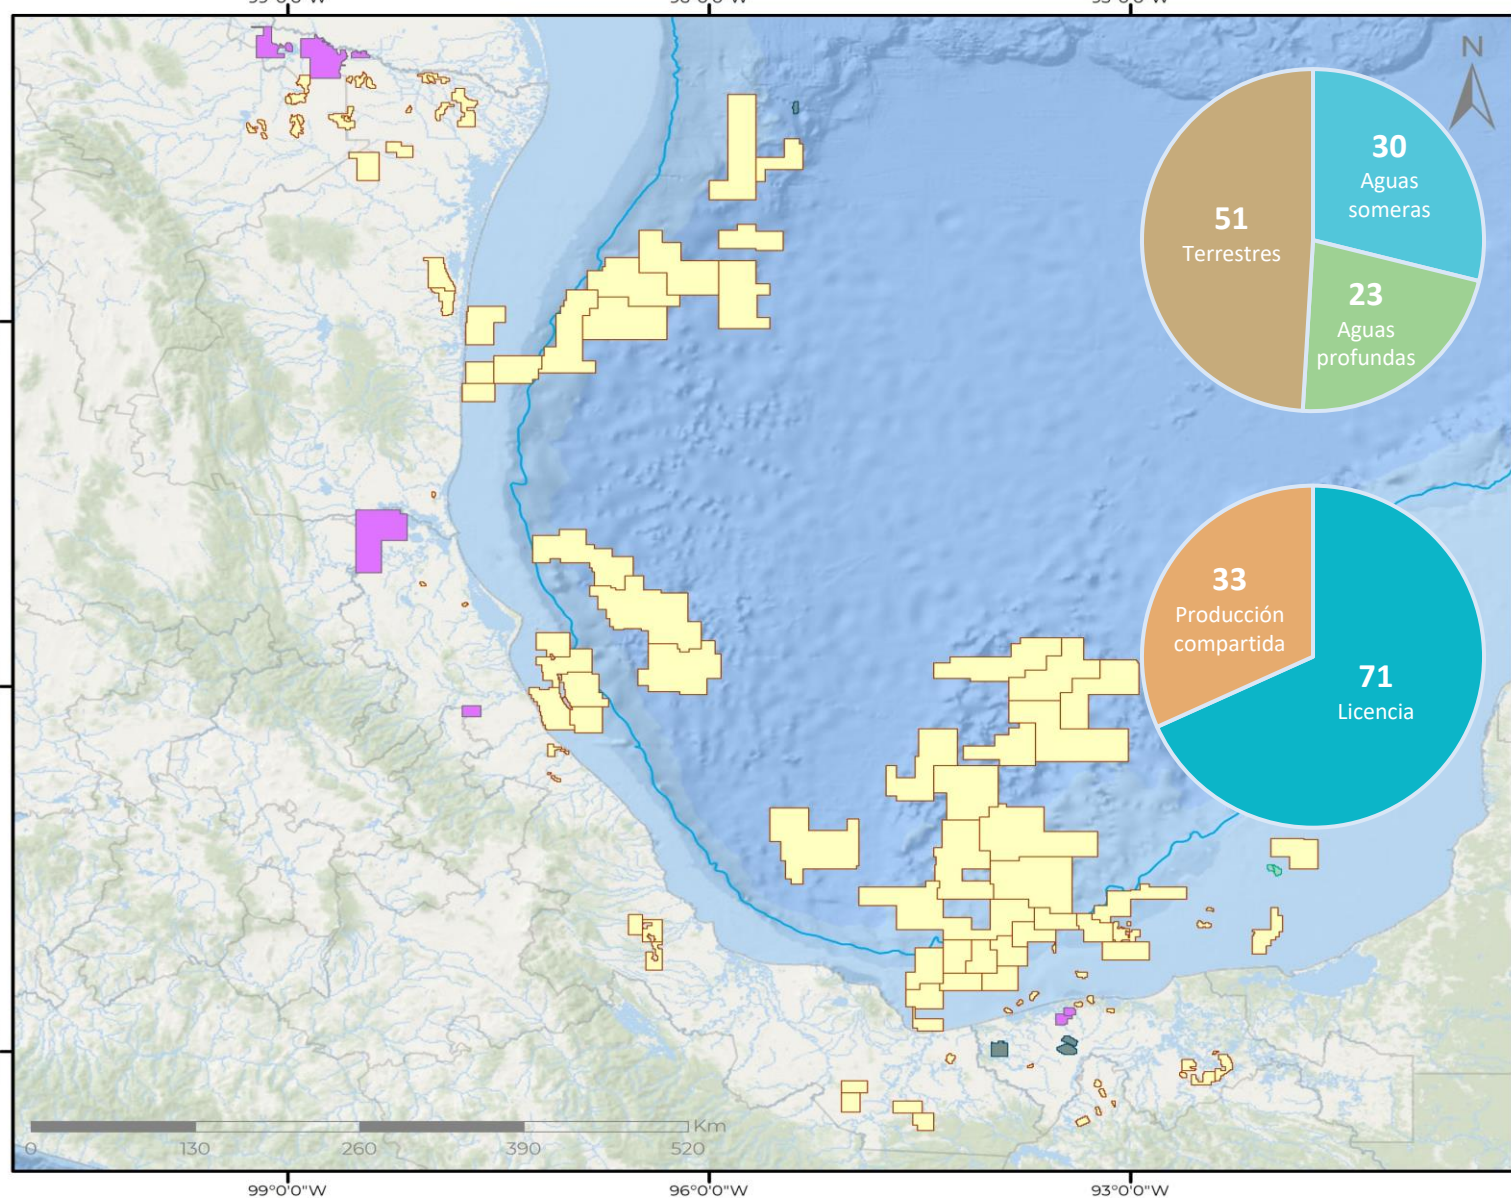 N
30
Aguas
someras
51
Terrestres
23
Aguas
profundas
33
Producción
compartida
71
Licencia
Km
0 130 260 390 520
99°0'0"W 96°0'0"W 93°0'0"W